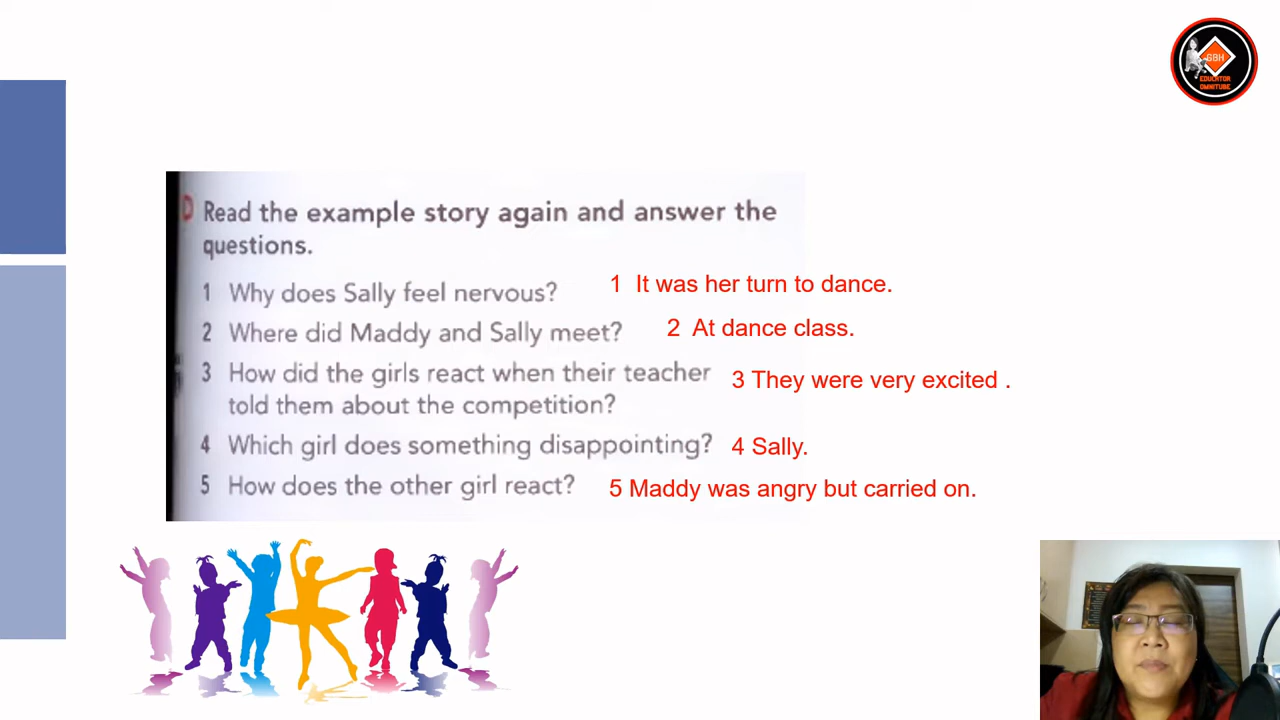 GBH
EDUCATOR
OMNITUBE
D Read the example story again and answer the
questions.
1 Why does Sally feel nervous?
1 It was her turn to dance.
2 Where did Maddy and Sally meet?
2 At dance class.
3 How did the girls react when their teacher
told them about the competition?
3 They were very excited .
4 Which girl does something disappointing?
4 Sally.
5 How does the other girl react?
5 Maddy was angry but carried on.